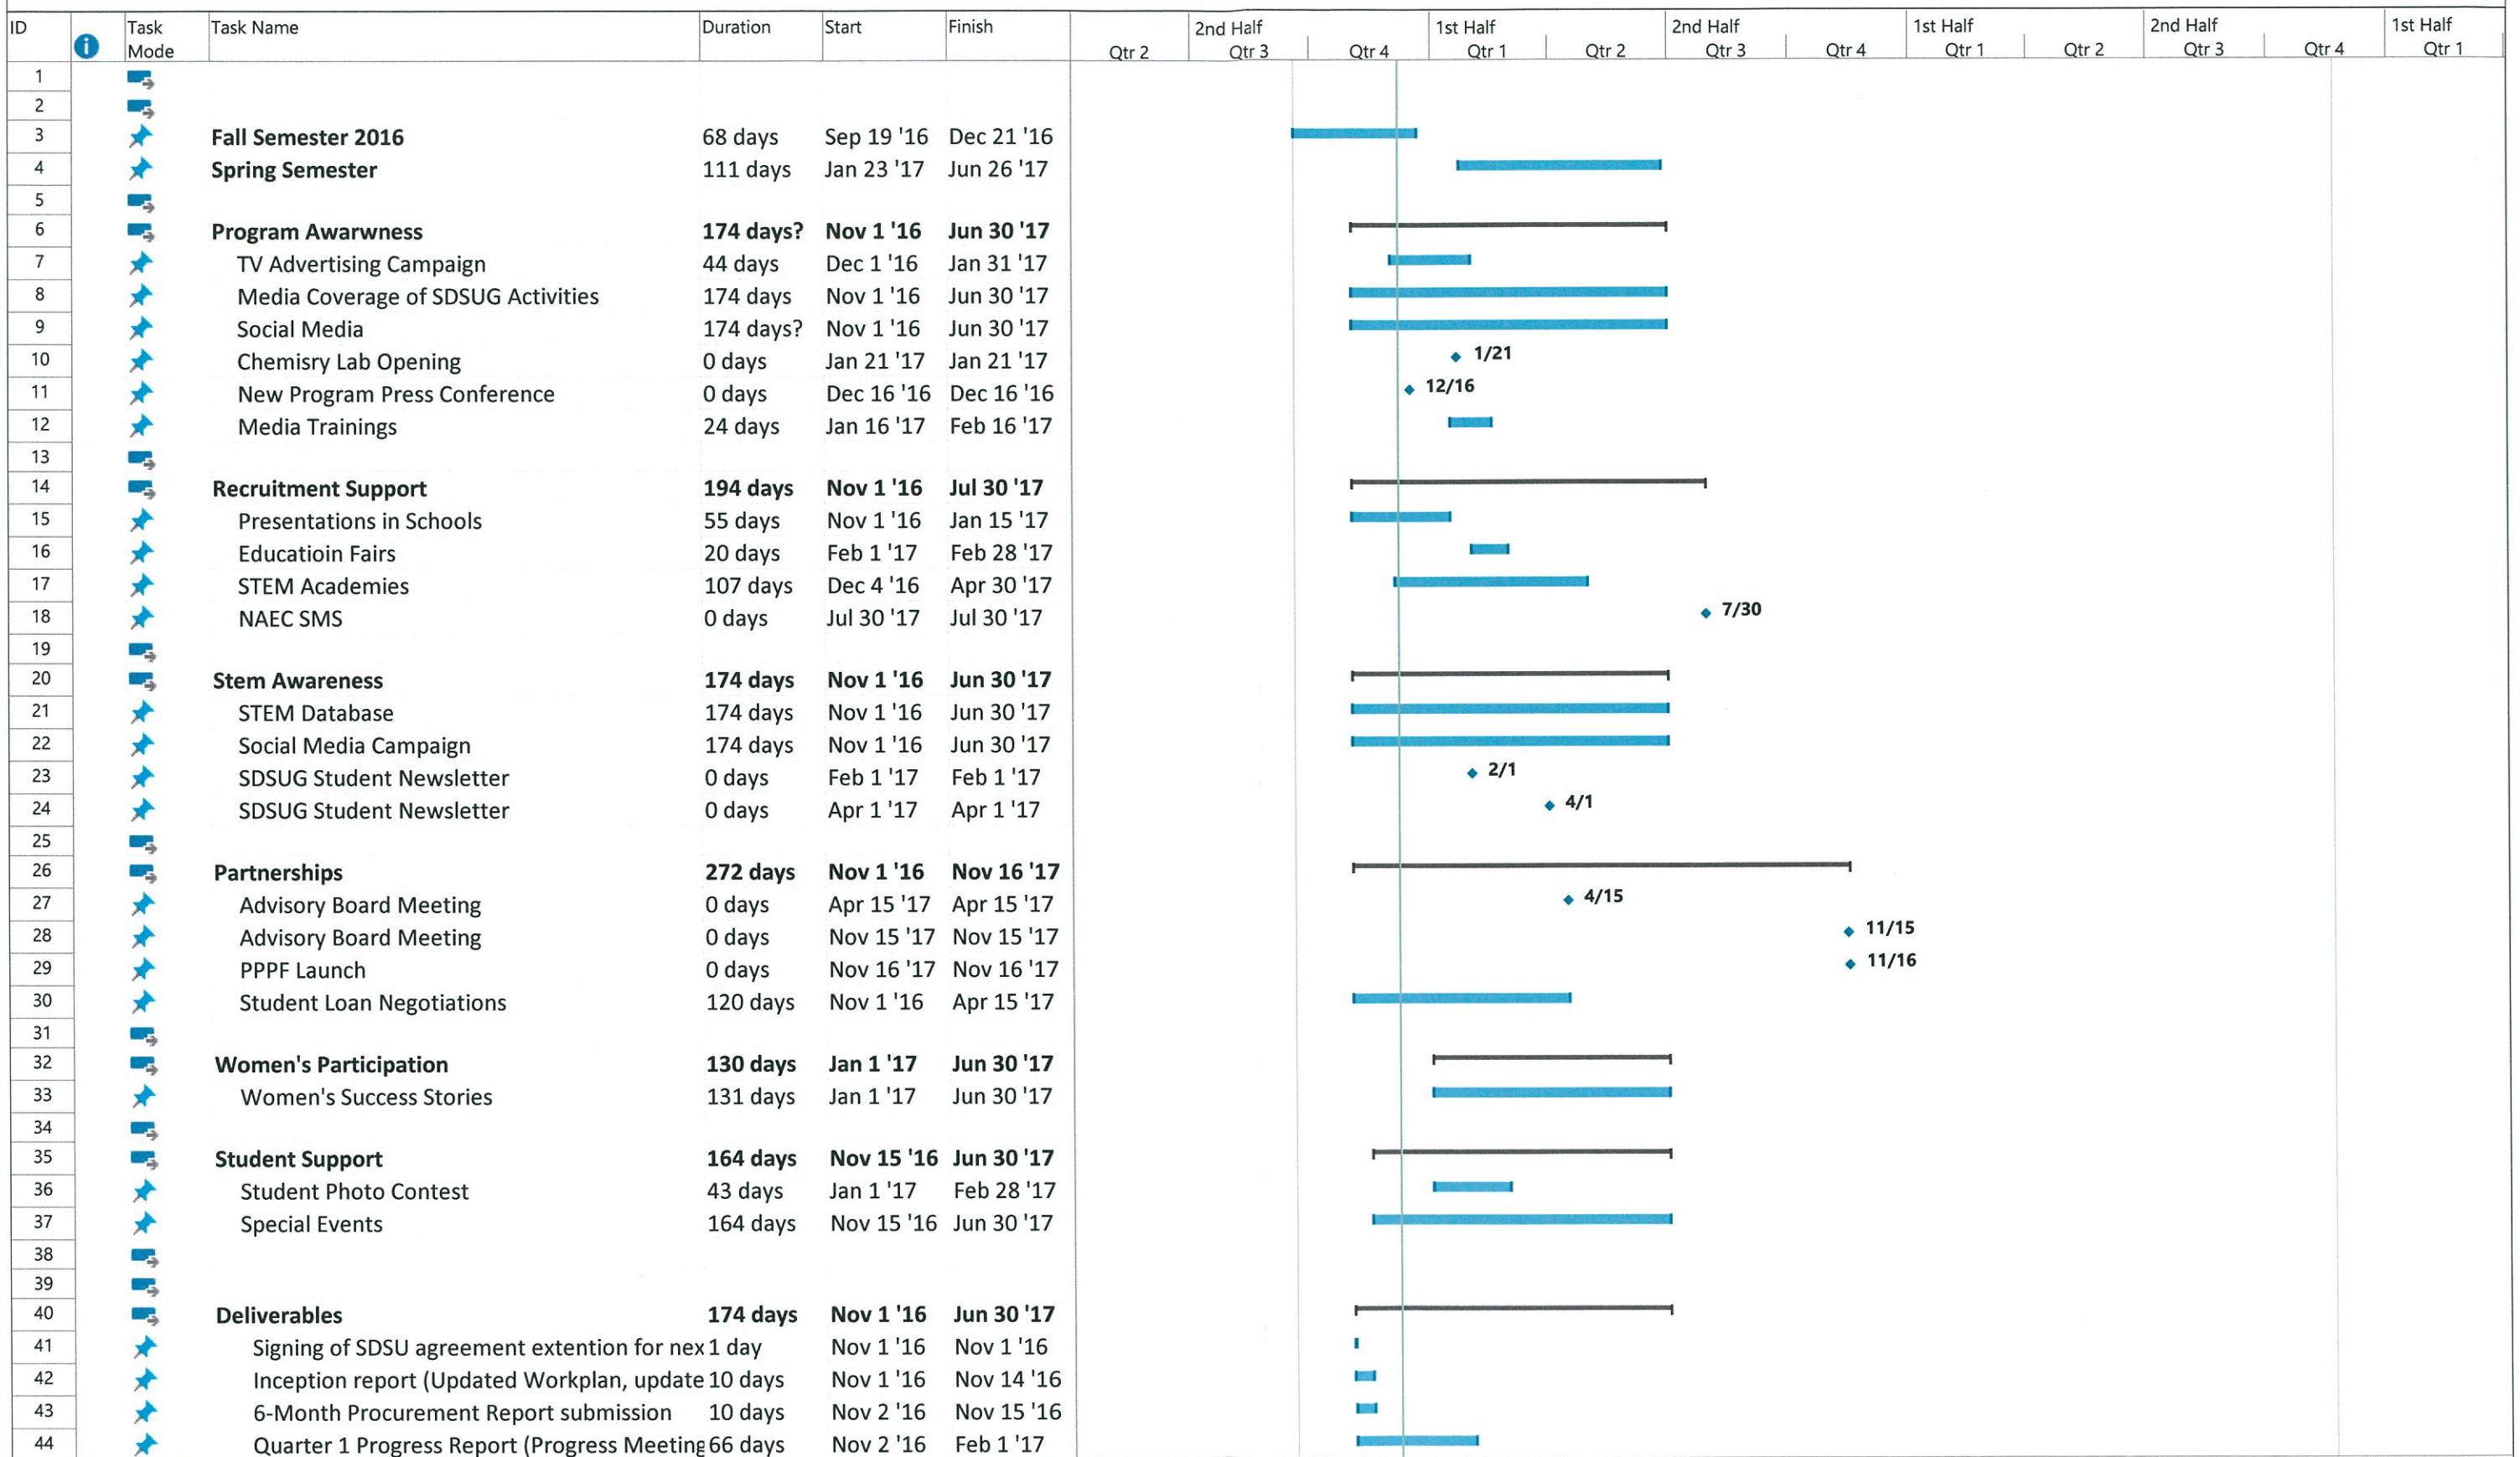 ID Task Mode Task Name Duration Start Finish 2nd Half 1st Half 2nd Half 1st Half 2nd Half 1st Half
Qtr 2 Qtr 3 Qtr 4 Qtr 1 Qtr 2 Qtr 3 Qtr 4 Qtr 1 Qtr 2 Qtr 3 Qtr 4 Qtr 1
1
2
3 Fall Semester 2016 68 days Sep 19 '16 Dec 21 '16
4 Spring Semester 111 days Jan 23 '17 Jun 26 '17
5
6 Program Awarwness 174 days? Nov 1 '16 Jun 30 '17
7 TV Advertising Campaign 44 days Dec 1 '16 Jan 31 '17
8 Media Coverage of SDSUG Activities 174 days Nov 1 '16 Jun 30 '17
9 Social Media 174 days? Nov 1 '16 Jun 30 '17
10 Chemisry Lab Opening 0 days Jan 21 '17 Jan 21 '17 1/21
11 New Program Press Conference 0 days Dec 16 '16 Dec 16 '16 12/16
12 Media Trainings 24 days Jan 16 '17 Feb 16 '17
13
14 Recruitment Support 194 days Nov 1 '16 Jul 30 '17
15 Presentations in Schools 55 days Nov 1 '16 Jan 15 '17
16 Educatioin Fairs 20 days Feb 1 '17 Feb 28 '17
17 STEM Academies 107 days Dec 4 '16 Apr 30 '17
18 NAEC SMS 0 days Jul 30 '17 Jul 30 '17 7/30
19
20 Stem Awareness 174 days Nov 1 '16 Jun 30 '17
21 STEM Database 174 days Nov 1 '16 Jun 30 '17
22 Social Media Campaign 174 days Nov 1 '16 Jun 30 '17
23 SDSUG Student Newsletter 0 days Feb 1 '17 Feb 1 '17 2/1
24 SDSUG Student Newsletter 0 days Apr 1 '17 Apr 1 '17 4/1
25
26 Partnerships 272 days Nov 1 '16 Nov 16 '17
27 Advisory Board Meeting 0 days Apr 15 '17 Apr 15 '17 4/15
28 Advisory Board Meeting 0 days Nov 15 '17 Nov 15 '17 11/15
29 PPPF Launch 0 days Nov 16 '17 Nov 16 '17 11/16
30 Student Loan Negotiations 120 days Nov 1 '16 Apr 15 '17
31
32 Women's Participation 130 days Jan 1 '17 Jun 30 '17
33 Women's Success Stories 131 days Jan 1 '17 Jun 30 '17
34
35 Student Support 164 days Nov 15 '16 Jun 30 '17
36 Student Photo Contest 43 days Jan 1 '17 Feb 28 '17
37 Special Events 164 days Nov 15 '16 Jun 30 '17
38
39
40 Deliverables 174 days Nov 1 '16 Jun 30 '17
41 Signing of SDSU agreement extention for nex 1 day Nov 1 '16 Nov 1 '16
42 Inception report (Updated Workplan, update 10 days Nov 1 '16 Nov 14 '16
43 6-Month Procurement Report submission 10 days Nov 2 '16 Nov 15 '16
44 Quarter 1 Progress Report (Progress Meeting 66 days Nov 2 '16 Feb 1 '17